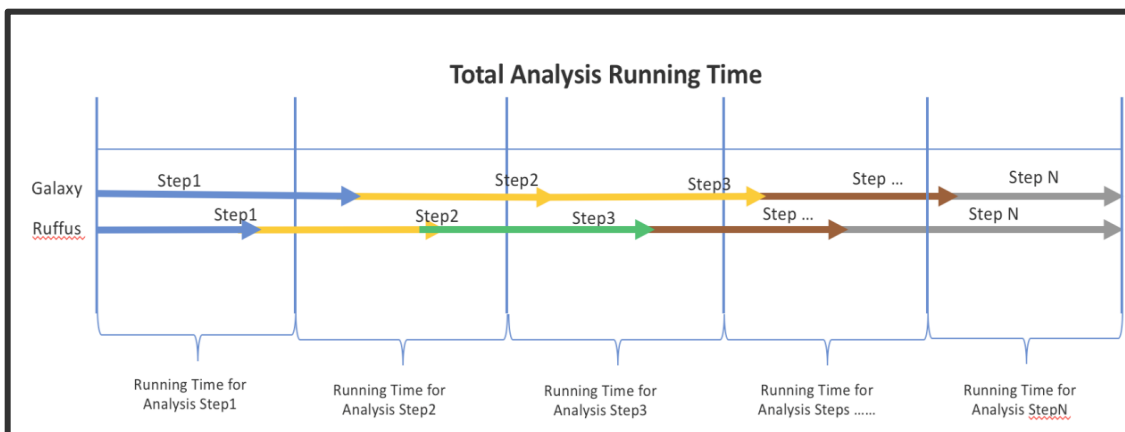 Total Analysis Running Time
Galaxy
Step1
Step2
Step3
Step ...
Step N
Ruffus
Step1
Step2
Step3
Step ...
Step N
Running Time for
Analysis Step1
Running Time for
Analysis Step2
Running Time for
Analysis Step3
Running Time for
Analysis Steps ......
Running Time for
Analysis StepN